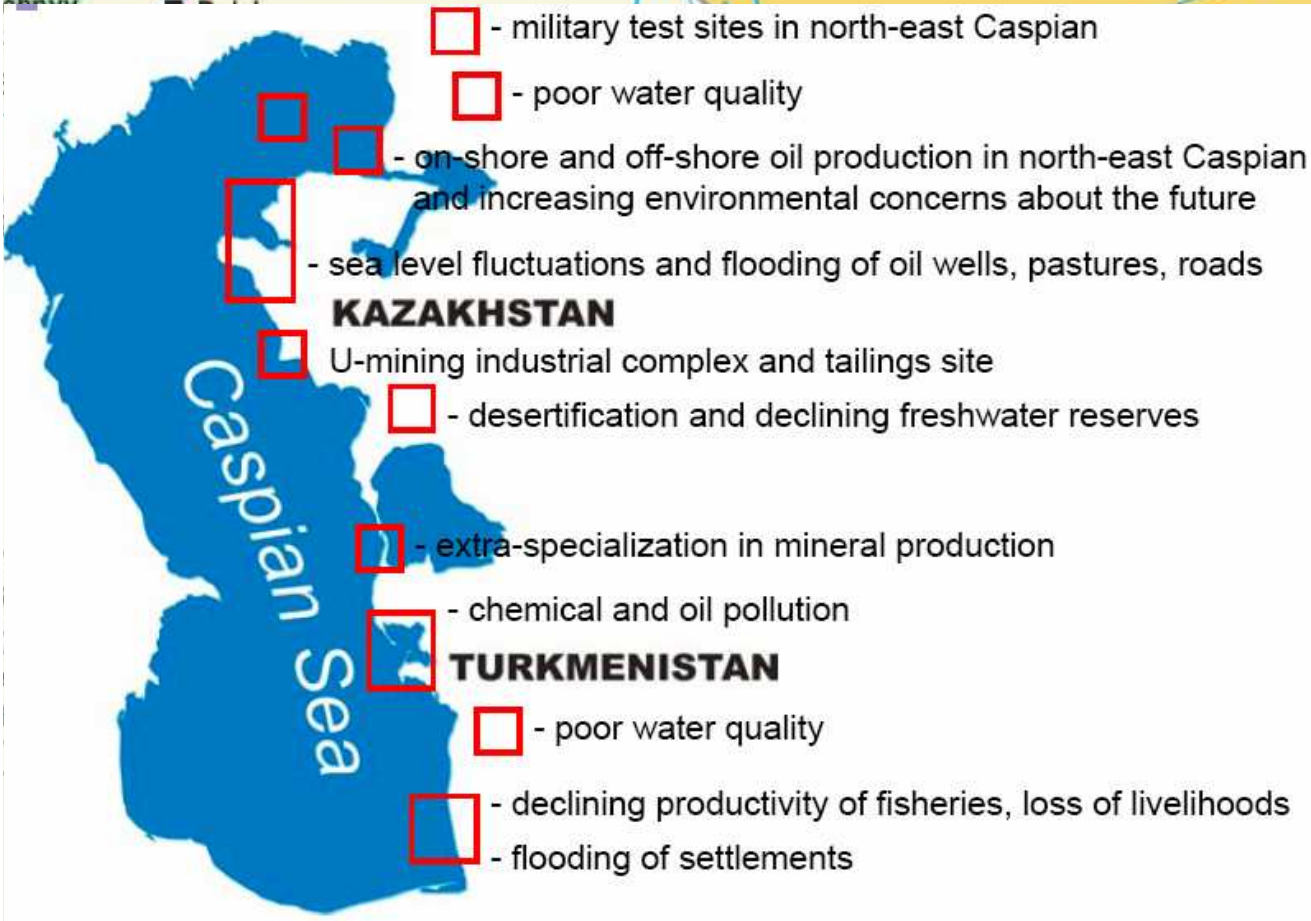 - military test sites in north-east Caspian
- poor water quality
- on-shore and off-shore oil production in north-east Caspian
and increasing environmental concerns about the future
- sea level fluctuations and flooding of oil wells, pastures, roads
KAZAKHSTAN
U-mining industrial complex and tailings site
- desertification and declining freshwater reserves
Caspian Sea
- extra-specialization in mineral production
- chemical and oil pollution
TURKMENISTAN
- poor water quality
- declining productivity of fisheries, loss of livelihoods
- flooding of settlements